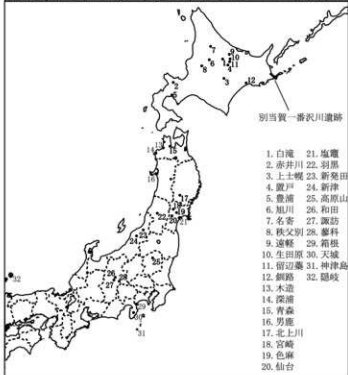 別当賀一番沢川遺跡
1. 白滝 21. 塩竈
2. 赤井川 22. 羽黒
3. 上士幌 23. 新発田
4. 置戸 24. 新津
5. 豊浦 25. 高原山
6. 旭川 26. 和田
7. 名寄 27. 諏訪
8. 秩父別 28. 蓼科
9. 遠軽 29. 箱根
10. 生田原 30. 天城
11. 留辺蘂 31. 神津島
12. 釧路 32. 隠岐
13. 木造
14. 深浦
15. 青森
16. 男鹿
17. 北上川
18. 宮崎
19. 色麻
20. 仙台